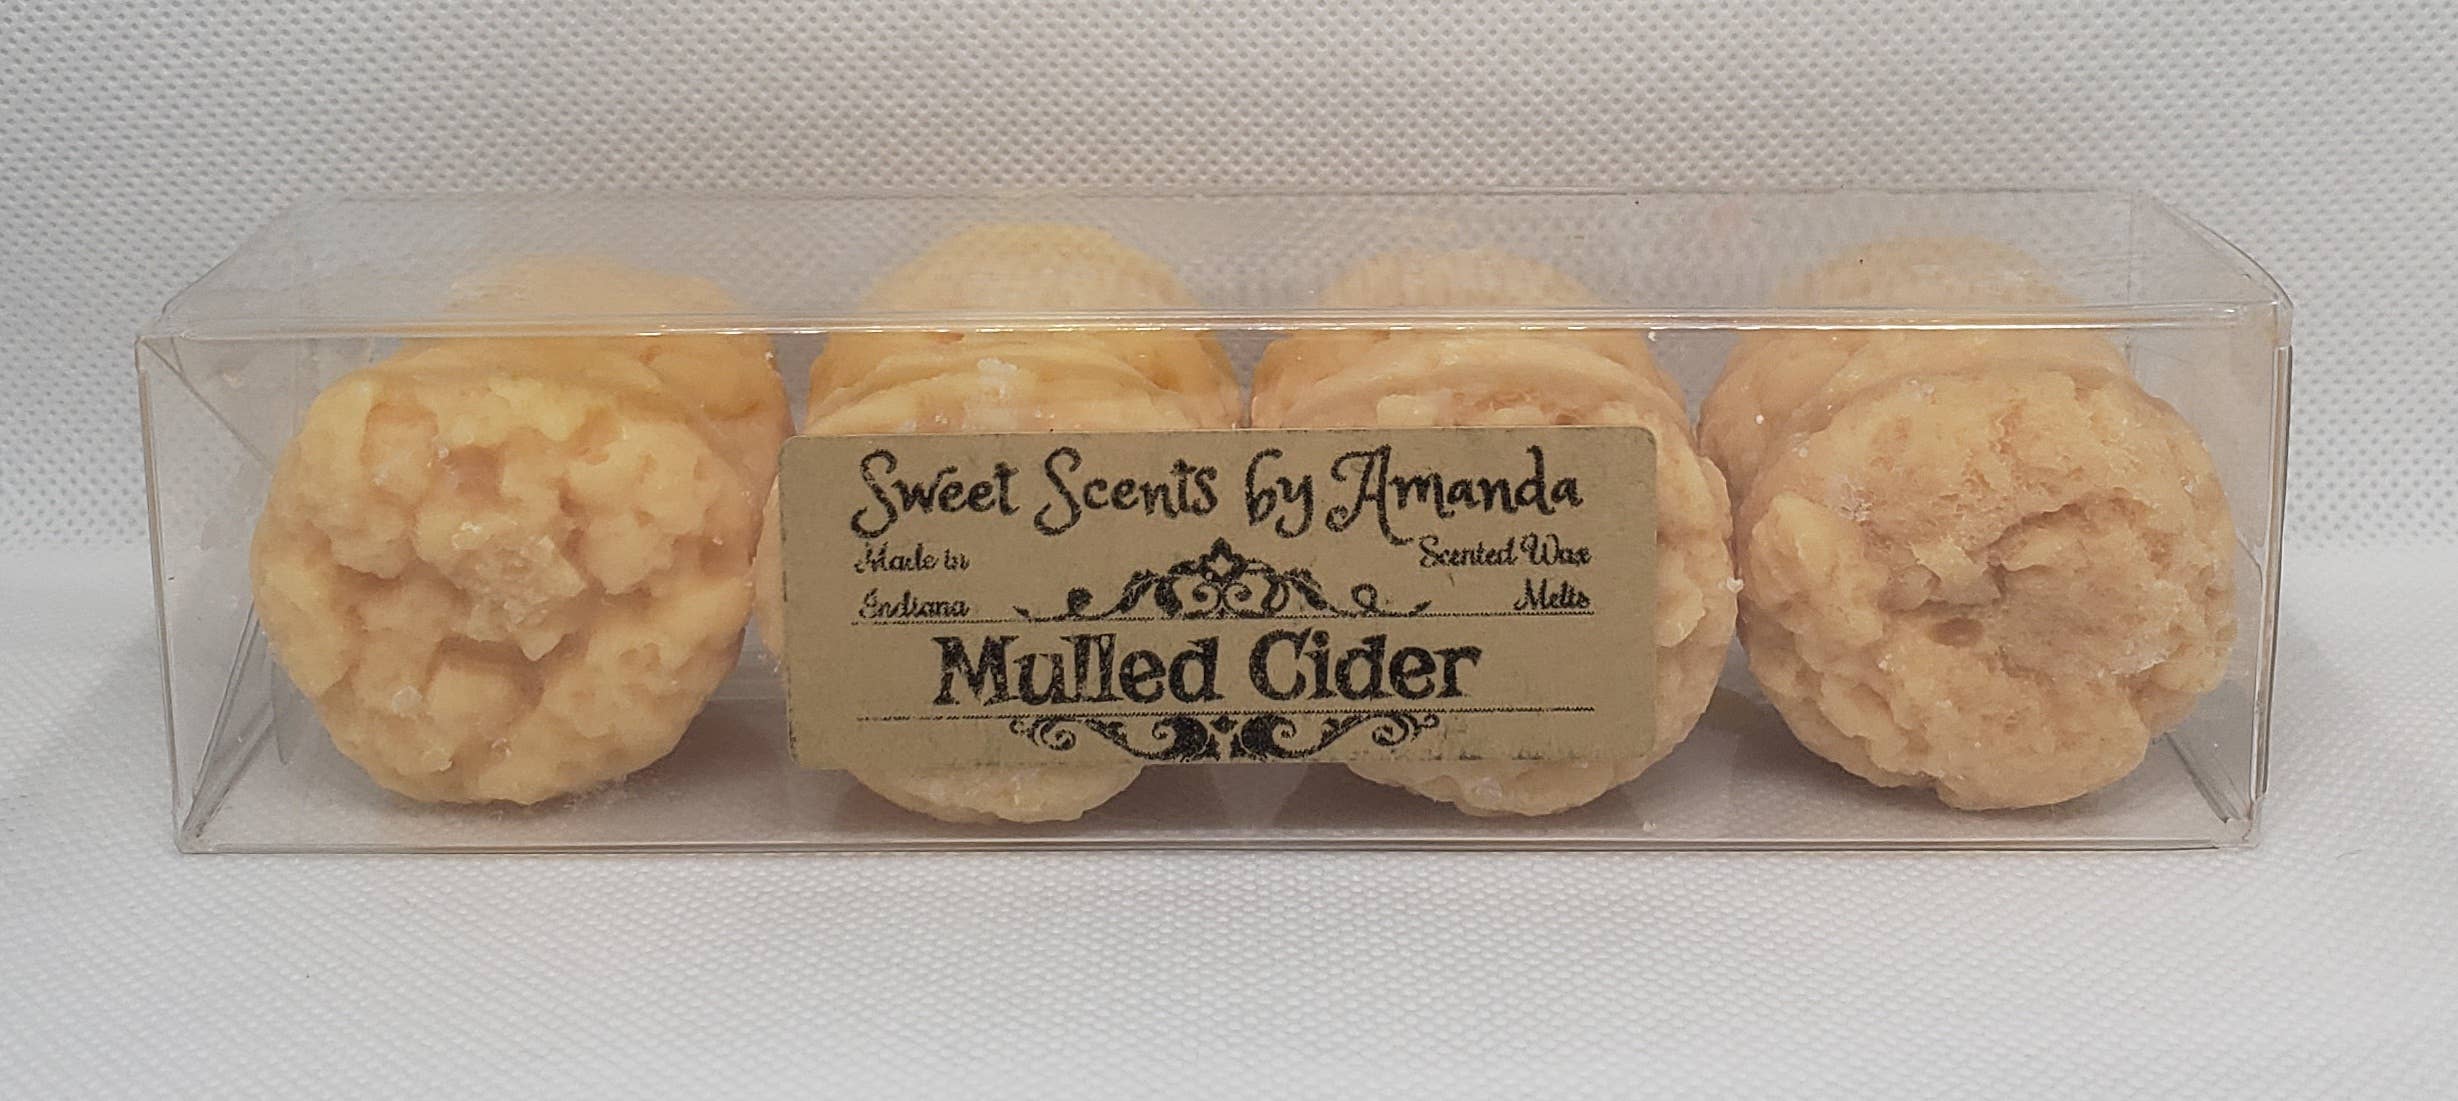 Sweet Scents by Amanda
Made in
Indiana
Scented Wax
Melts
Mulled Cider